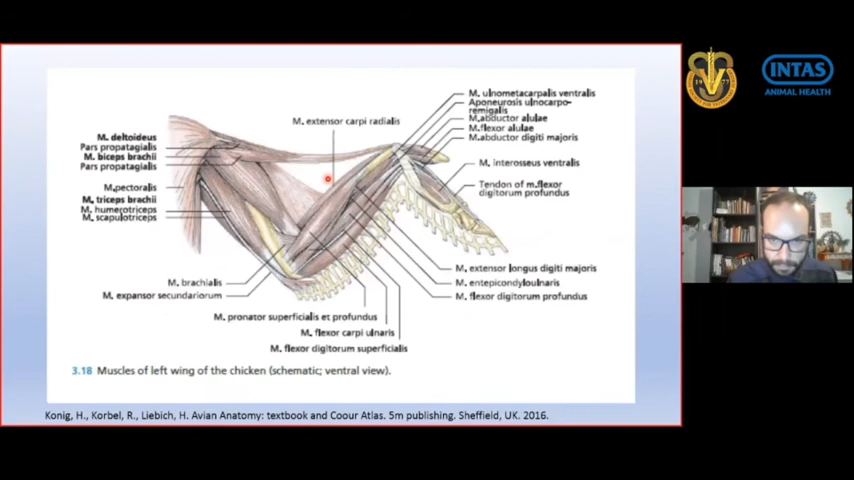 M. ulnometacarpalis ventralis
Aponeurosis ulnocarpo-
remigalis
M.abductor alulae
M.flexor alulae
M.abductor digiti majoris
M. extensor carpi radialis
M. deltoideus
Pars propatagialis
M. biceps brachii
Pars propatagialis
M. interosseus ventralis
Tendon of m.flexor
digitorum profundus
M.pectoralis
M. triceps brachii
M. humerotriceps
M. scapulotriceps
M. extensor longus digiti majoris
M. entepicondyloulnaris
M. flexor digitorum profundus
M. brachialis
M. expansor secundariorum
M. pronator superficialis et profundus
M. flexor carpi ulnaris
M. flexor digitorum superficialis
3.18 Muscles of left wing of the chicken (schematic; ventral view).
Konig, H., Korbel, R., Liebich, H. Avian Anatomy: textbook and Coour Atlas. 5m publising. Sheffield, UK. 2016.
19 77
INTAS
ANIMAL HEALTH